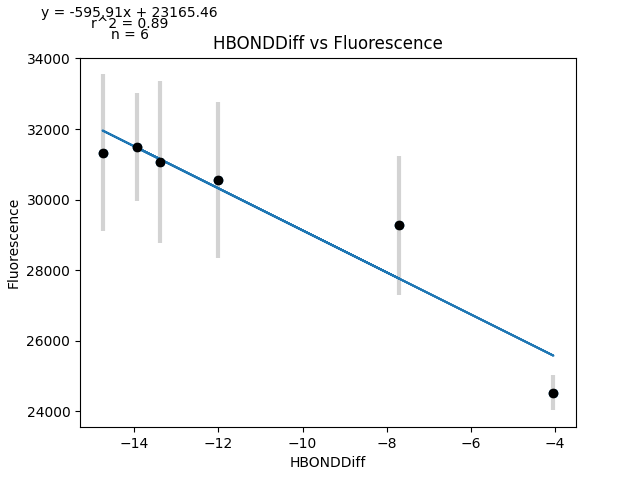 y = -595.91x + 23165.46
r^2 = 0.89
n = 6
HBONDDiff vs Fluorescence
34000
32000
30000
28000
26000
24000
Fluorescence
−14 −12 −10 −8 −6 −4
HBONDDiff